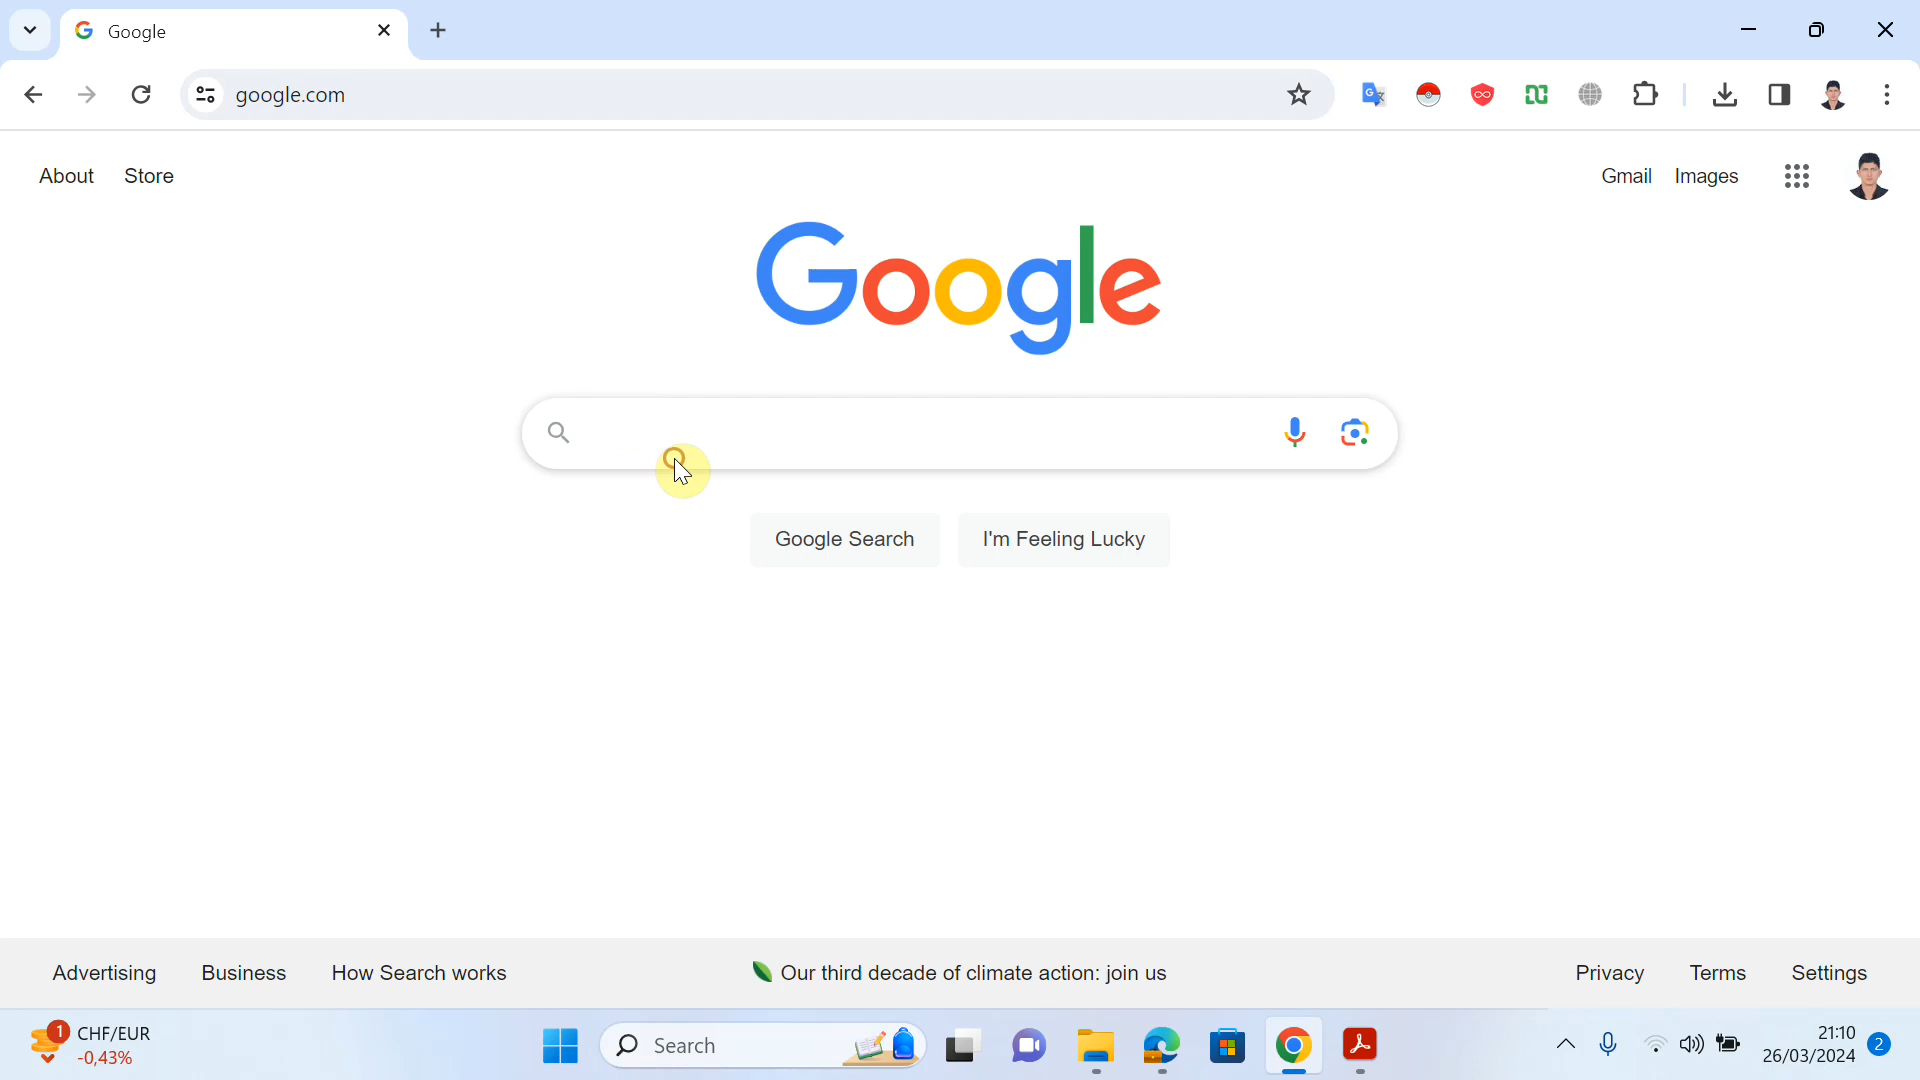 Google
google.com
About Store
Gmail Images
Google
Google Search I'm Feeling Lucky
Advertising Business How Search works
Our third decade of climate action: join us
Privacy Terms Settings
1 CHF/EUR
-0,43%
Search
21:10
26/03/2024
2